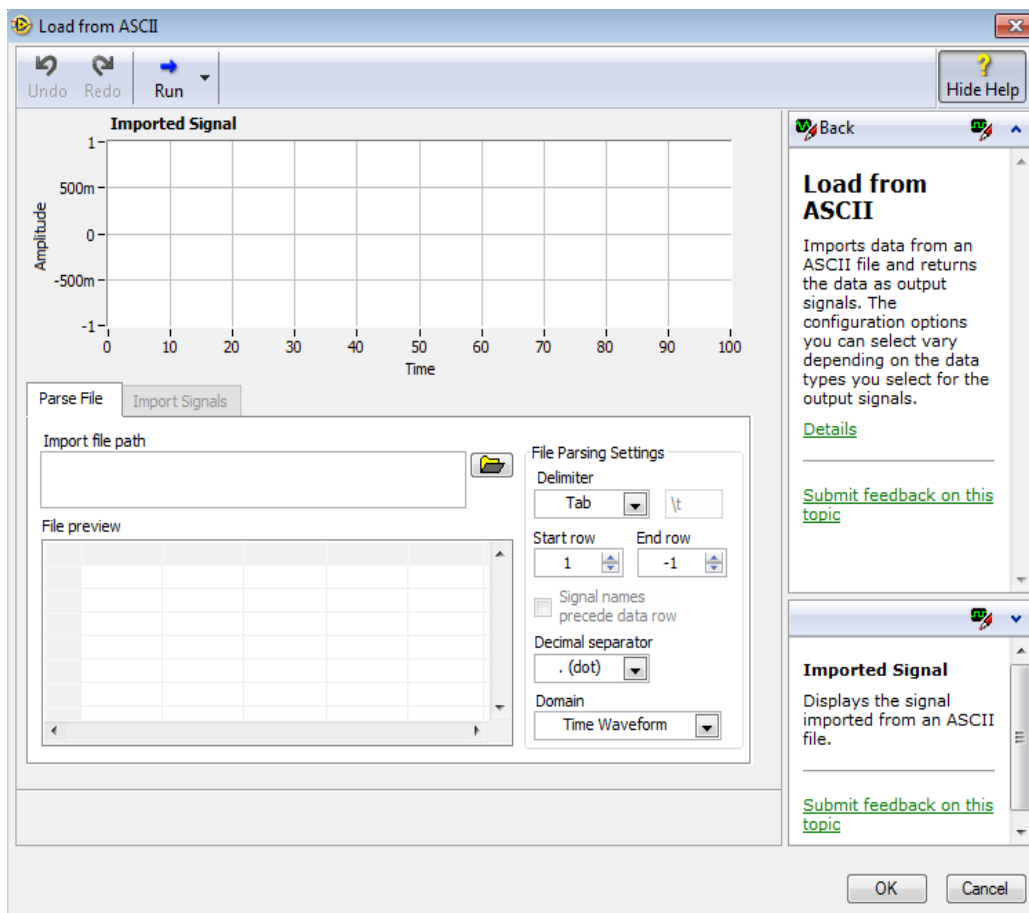 Load from ASCII
Undo Redo Run
Hide Help
Imported Signal
1
500m
0
-500m
-1
Amplitude
0 10 20 30 40 50 60 70 80 90 100
Time
Parse File
Import Signals
Import file path
File preview
File Parsing Settings
Delimiter
Tab
\t
Start row End row
1 -1
Signal names
precede data row
Decimal separator
. (dot)
Domain
Time Waveform
Back
Load from
ASCII
Imports data from an
ASCII file and returns
the data as output
signals. The
configuration options
you can select vary
depending on the data
types you select for the
output signals.
Details
Submit feedback on this
topic
Imported Signal
Displays the signal
imported from an ASCII
file.
Submit feedback on this
topic
OK Cancel